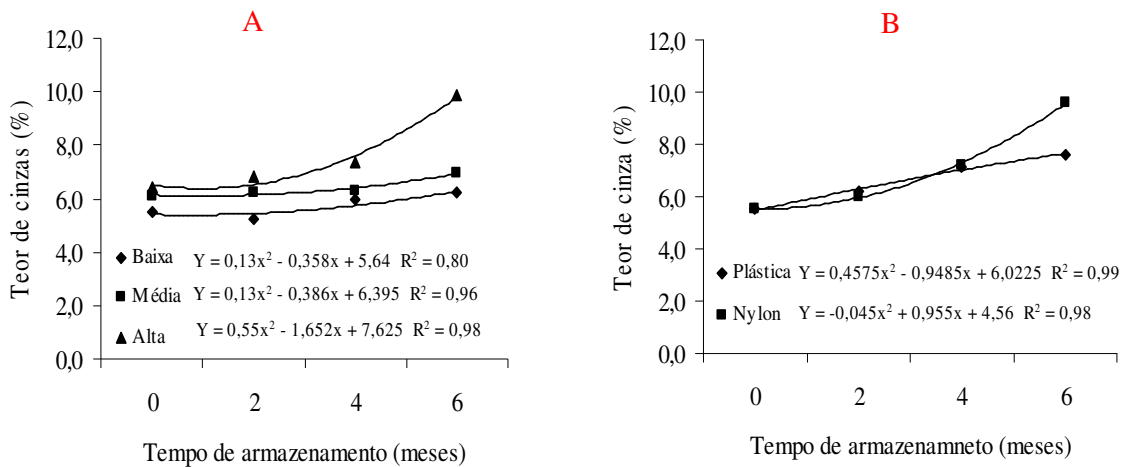 A
Teor de cinzas (%)
12,0
10,0
8,0
6,0
4,0
2,0
0,0
Baixa Y = 0,13x² - 0,358x + 5,64 R² = 0,80
Média Y = 0,13x² - 0,386x + 6,395 R² = 0,96
Alta Y = 0,55x² - 1,652x + 7,625 R² = 0,98
0 2 4 6
Tempo de armazenamento (meses)
B
Teor de cinza (%)
12,0
10,0
8,0
6,0
4,0
2,0
0,0
Plástica Y = 0,4575x² - 0,9485x + 6,0225 R² = 0,99
Nylon Y = -0,045x² + 0,955x + 4,56 R² = 0,98
0 2 4 6
Tempo de armazenamneto (meses)